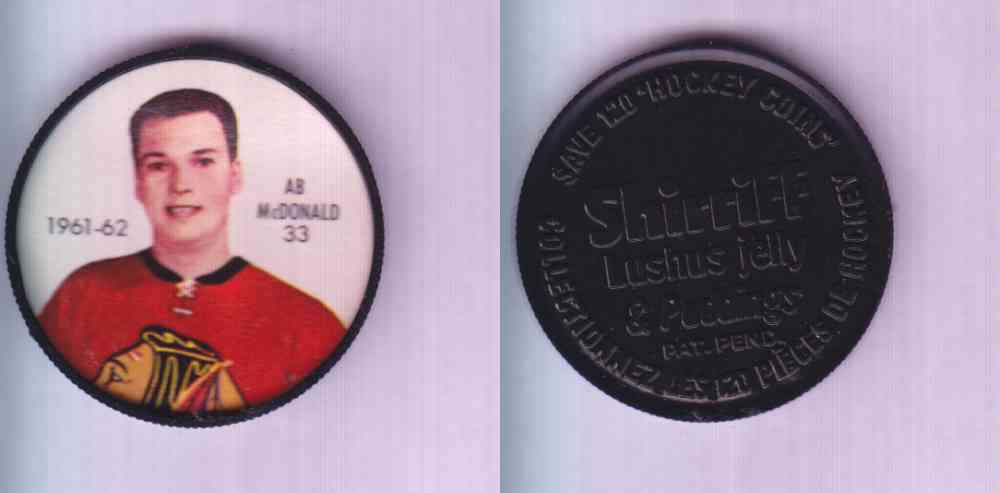 1961-62
AB
McDONALD
33
SAVE 120 "HOCKEY COINS"
Shirriff
Lushus jelly
& Puddings
PAT. PEND.
COLLECTIONNEZ LES 120 PIÈCES DE HOCKEY